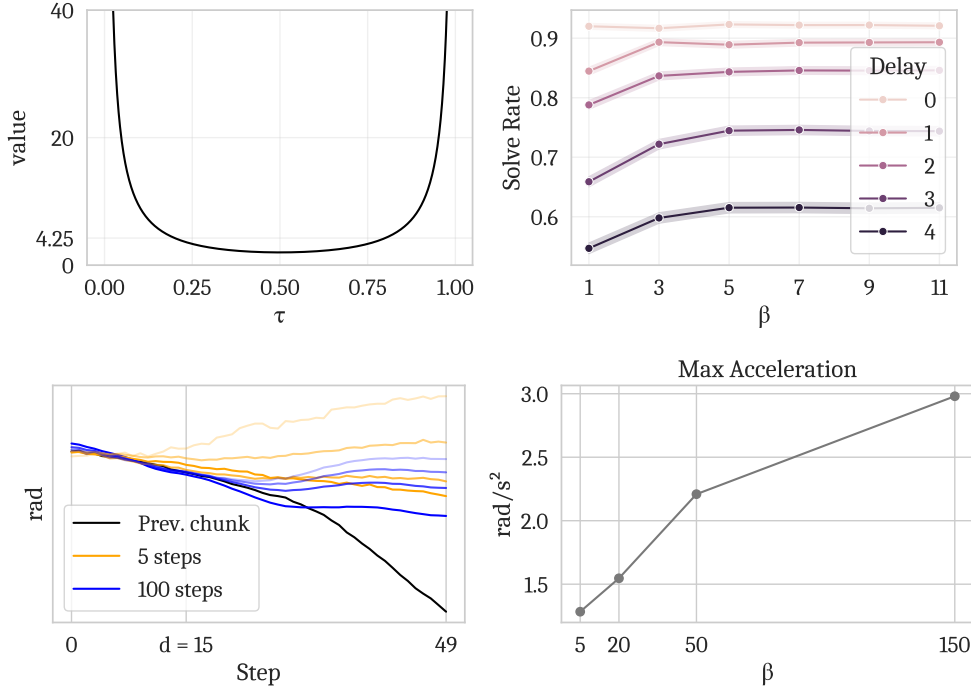 40
20
4.25
0
value
0.00 0.25 0.50 0.75 1.00
τ
0.9
0.8
0.7
0.6
Solve Rate
Delay
0
1
2
3
4
1 3 5 7 9 11
β
rad
Prev. chunk
5 steps
100 steps
0 d = 15 49
Step
Max Acceleration
3.0
2.5
2.0
1.5
rad/s²
5 20 50 150
β